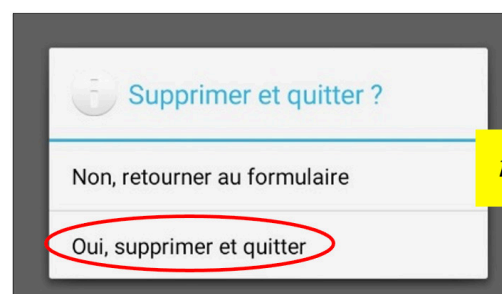 Supprimer et quitter ?
Non, retourner au formulaire
Oui, supprimer et quitter